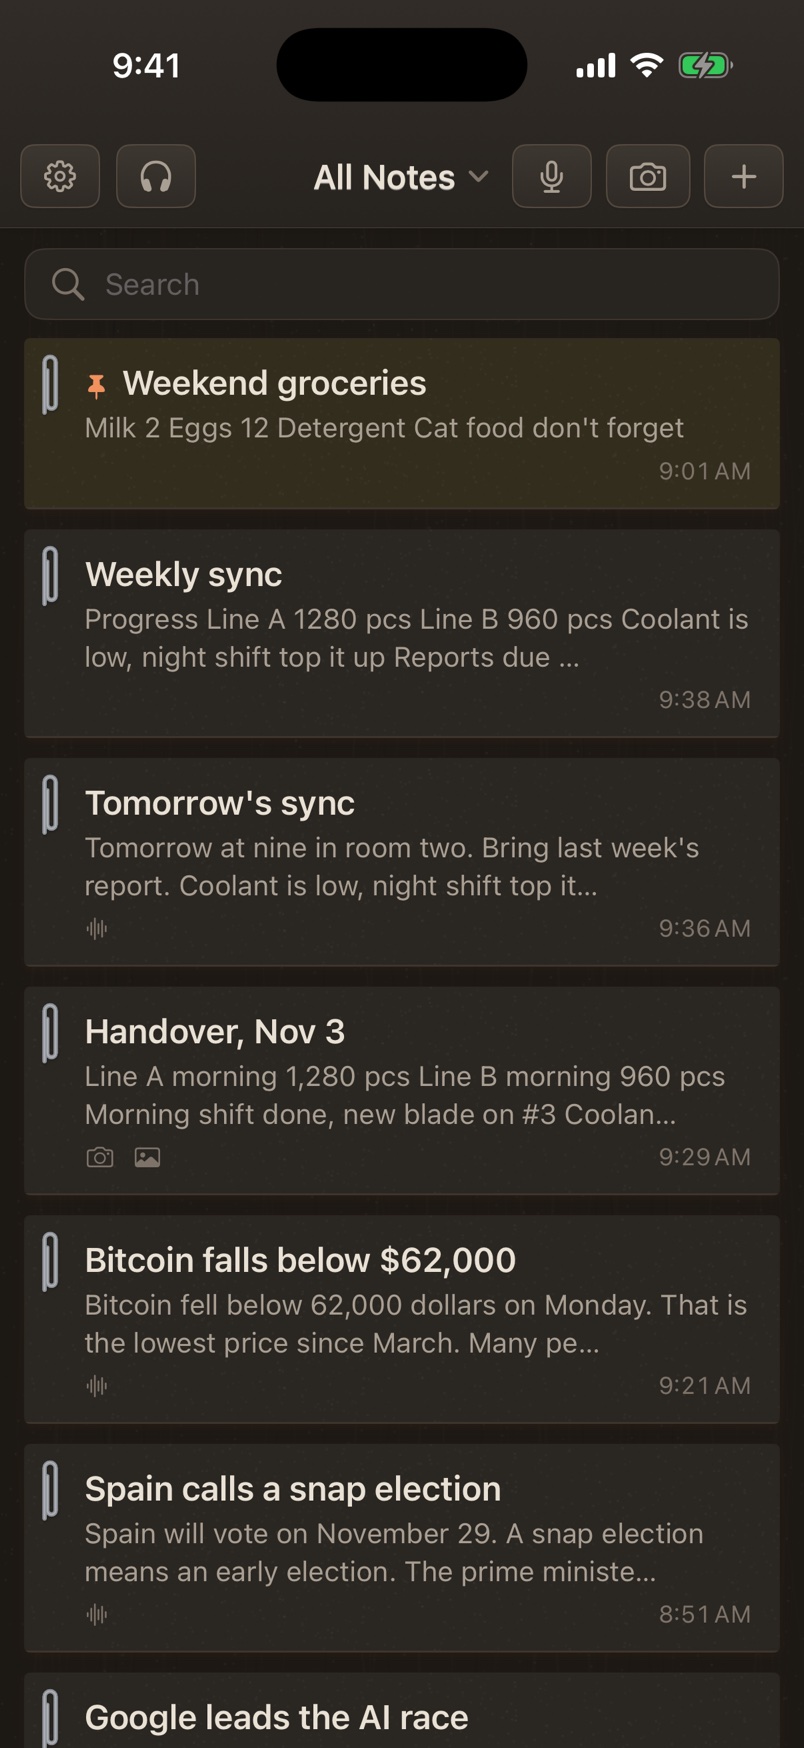 9:41
All Notes
Search
Weekend groceries
Milk 2 Eggs 12 Detergent Cat food don't forget
9:01 AM
Weekly sync
Progress Line A 1280 pcs Line B 960 pcs Coolant is
low, night shift top it up Reports due ...
9:38 AM
Tomorrow's sync
Tomorrow at nine in room two. Bring last week's
report. Coolant is low, night shift top it...
9:36 AM
Handover, Nov 3
Line A morning 1,280 pcs Line B morning 960 pcs
Morning shift done, new blade on #3 Coolan...
9:29 AM
Bitcoin falls below $62,000
Bitcoin fell below 62,000 dollars on Monday. That is
the lowest price since March. Many pe...
9:21 AM
Spain calls a snap election
Spain will vote on November 29. A snap election
means an early election. The prime ministe...
8:51 AM
Google leads the AI race